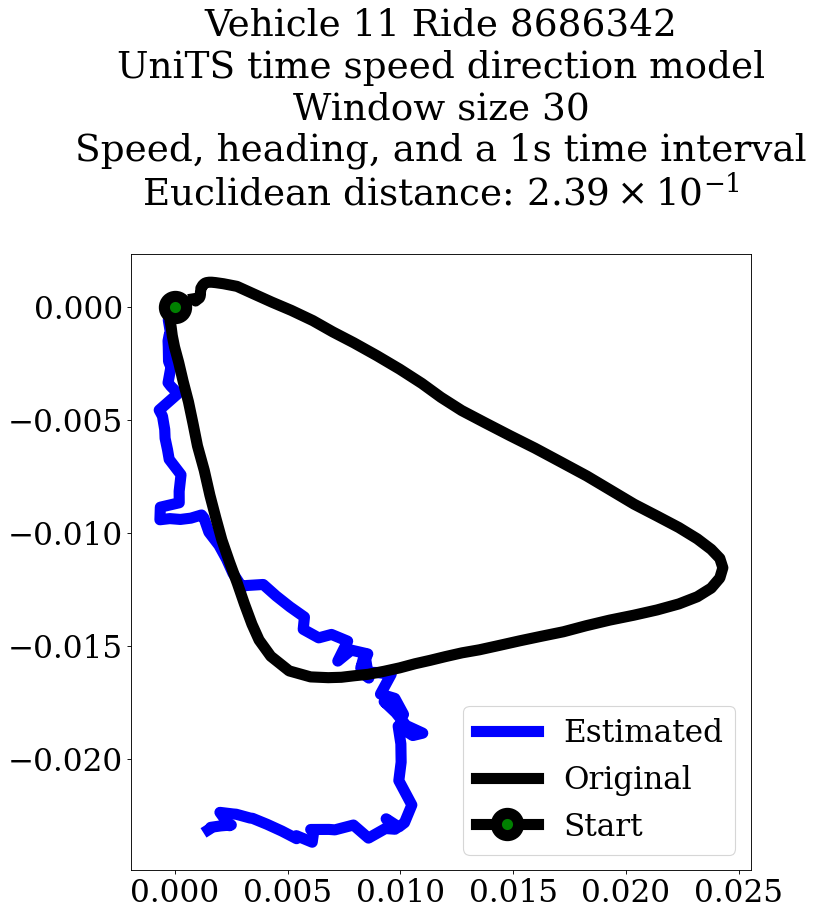 Vehicle 11 Ride 8686342
UniTS time speed direction model
Window size 30
Speed, heading, and a 1s time interval
Euclidean distance: 2.39 × 10⁻¹
0.000
−0.005
−0.010
−0.015
−0.020
Estimated
Original
Start
0.000 0.005 0.010 0.015 0.020 0.025